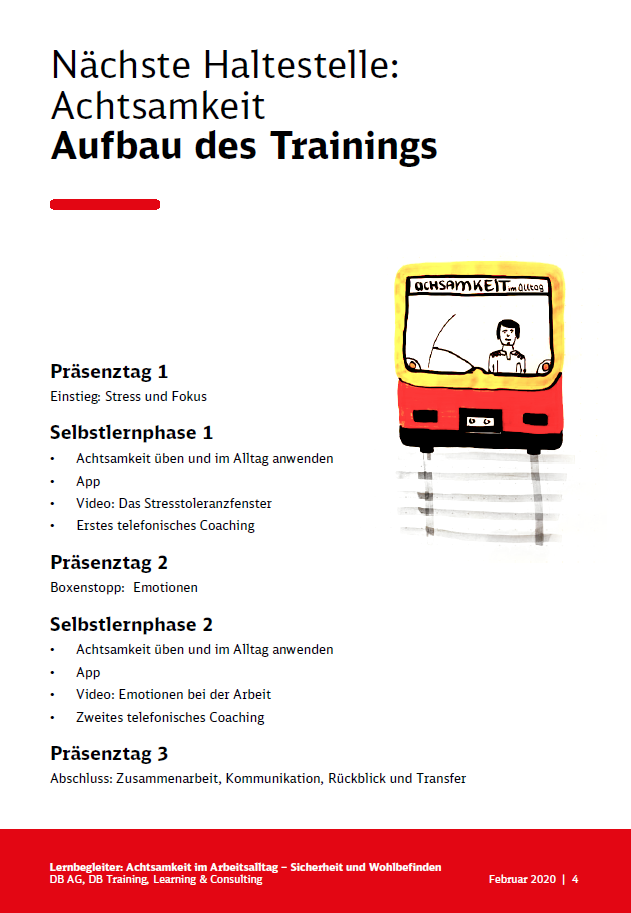 Nächste Haltestelle:
Achtsamkeit
Aufbau des Trainings
ACHSAMKEIT im Alltag
Präsenztag 1
Einstieg: Stress und Fokus
Selbstlernphase 1
• Achtsamkeit üben und im Alltag anwenden
• App
• Video: Das Stresstoleranzfenster
• Erstes telefonisches Coaching
Präsenztag 2
Boxenstopp:  Emotionen
Selbstlernphase 2
• Achtsamkeit üben und im Alltag anwenden
• App
• Video: Emotionen bei der Arbeit
• Zweites telefonisches Coaching
Präsenztag 3
Abschluss: Zusammenarbeit, Kommunikation, Rückblick und Transfer
Lernbegleiter: Achtsamkeit im Arbeitsalltag – Sicherheit und Wohlbefinden
DB AG, DB Training, Learning & Consulting
Februar 2020 | 4